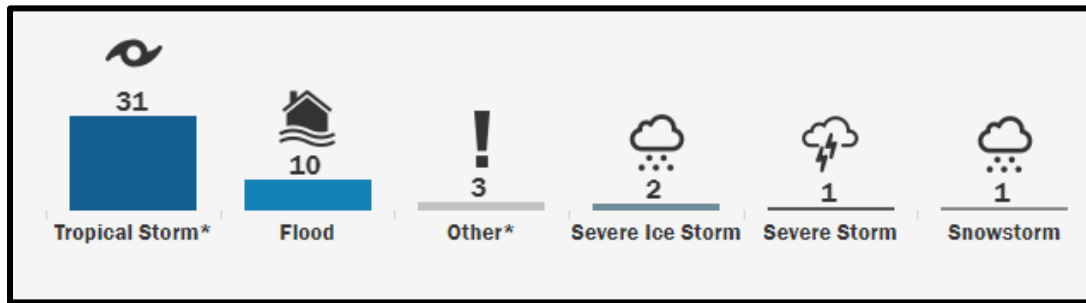 31
10
3
2
1
1
Tropical Storm*
Flood
Other*
Severe Ice Storm
Severe Storm
Snowstorm